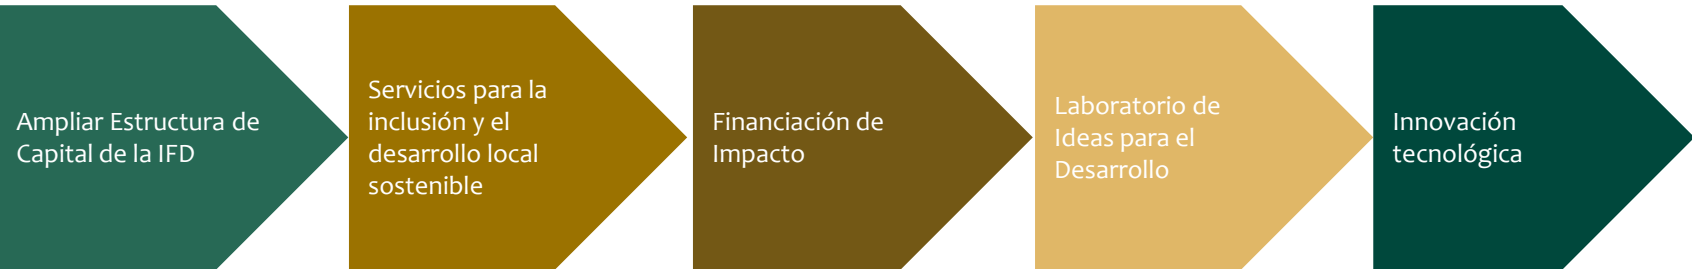 Ampliar Estructura de
Capital de la IFD
Servicios para la
inclusión y el
desarrollo local
sostenible
Financiación de
Impacto
Laboratorio de
Ideas para el
Desarrollo
Innovación
tecnológica